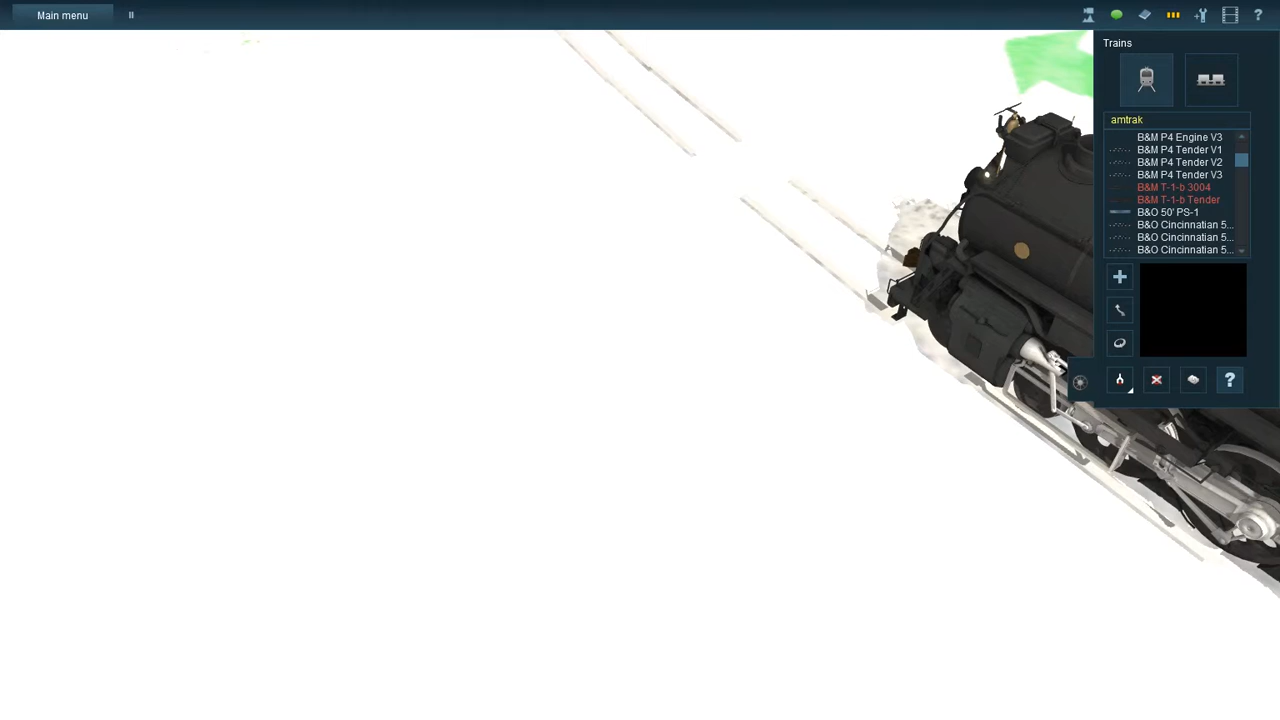 Main menu
Trains
amtrak
B&M P4 Engine V3
B&M P4 Tender V1
B&M P4 Tender V2
B&M P4 Tender V3
B&M T-1-b 3004
B&M T-1-b Tender
B&O 50' PS-1
B&O Cincinnatian 5...
B&O Cincinnatian 5...
B&O Cincinnatian 5...